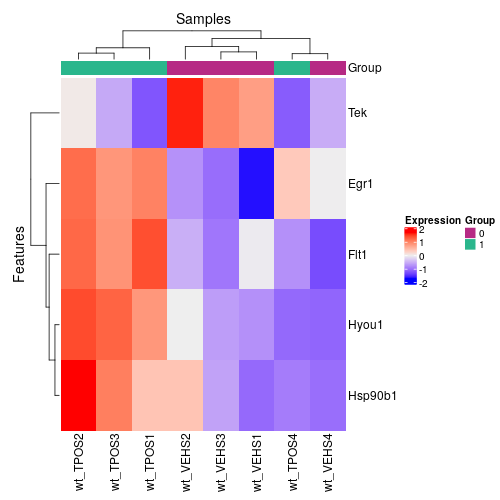 Samples
Group
Tek
Egr1
Flt1
Hyou1
Hsp90b1
Features
wt_TPOS2
wt_TPOS3
wt_TPOS1
wt_VEHS2
wt_VEHS3
wt_VEHS1
wt_TPOS4
wt_VEHS4
Expression
2
1
0
-1
-2
Group
0
1